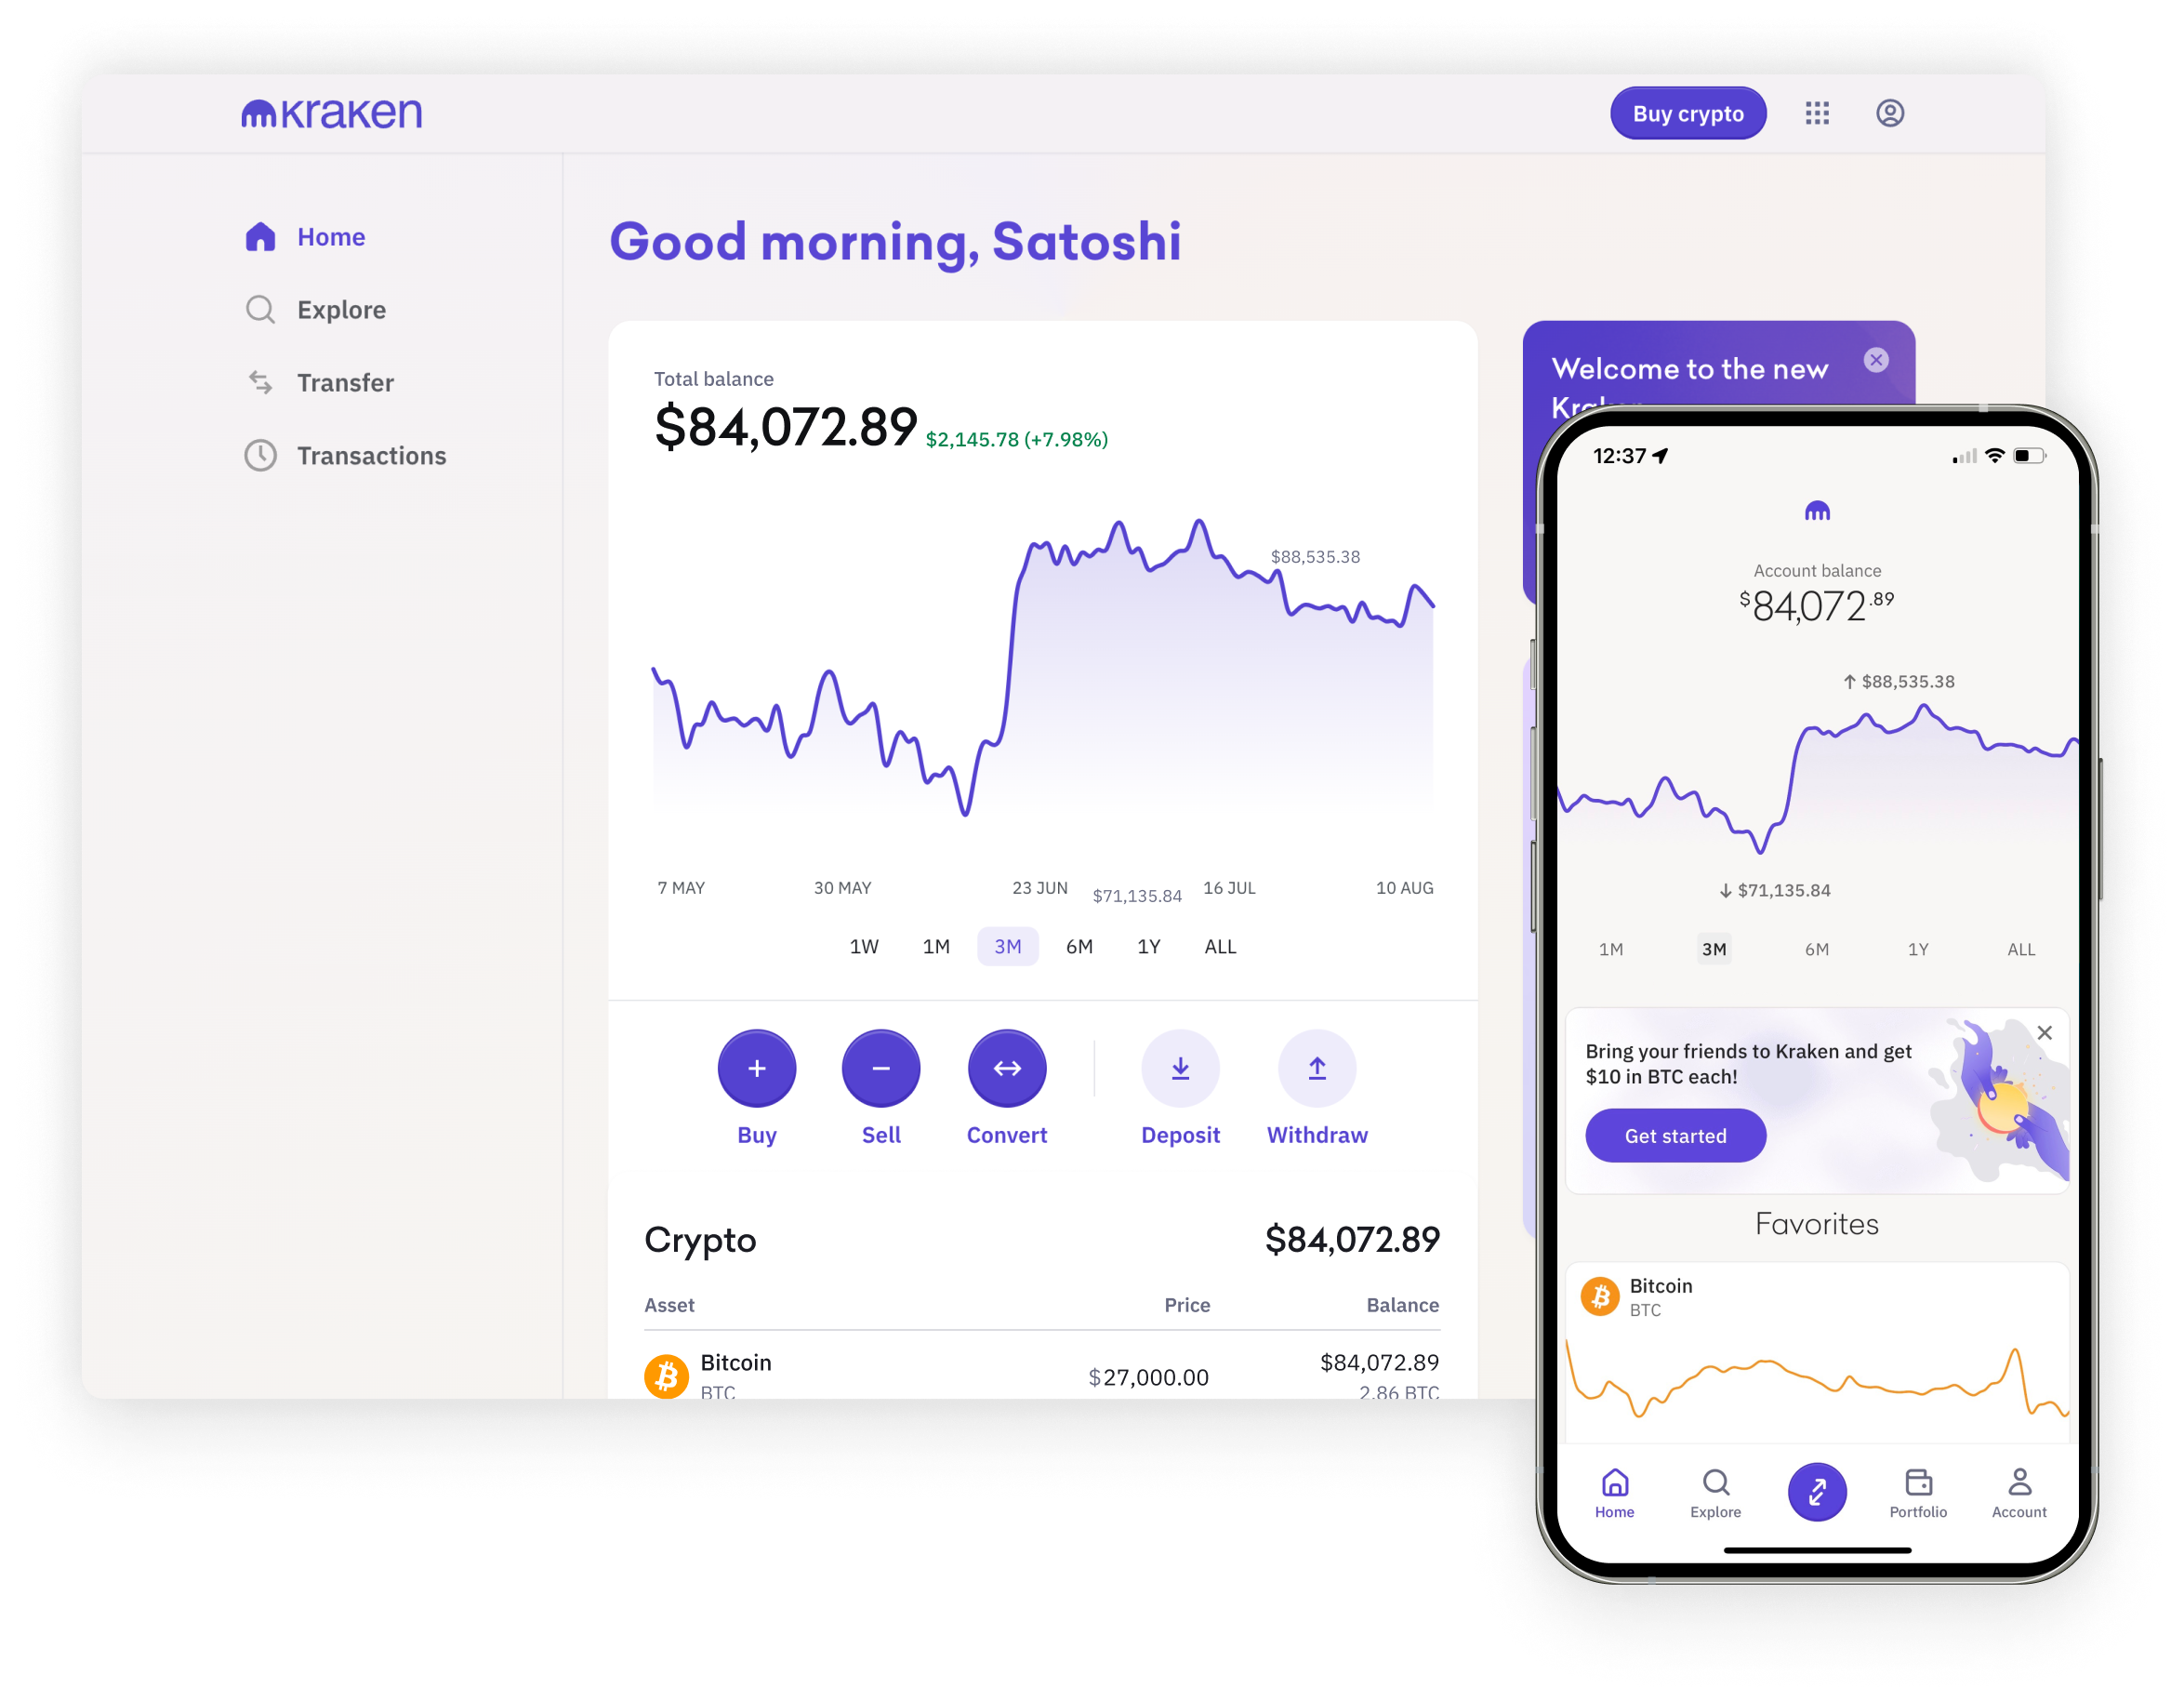 kraken
Buy crypto
Home
Explore
Transfer
Transactions
Good morning, Satoshi
Total balance
$84,072.89 $2,145.78 (+7.98%)
$88,535.38
7 MAY 30 MAY 23 JUN $71,135.84 16 JUL 10 AUG
1W 1M 3M 6M 1Y ALL
Buy Sell Convert Deposit Withdraw
Crypto $84,072.89
Asset Price Balance
Bitcoin $27,000.00 $84,072.89
BTC 2.86 BTC
Welcome to the new
Kraken
12:37
Account balance
$84,072.89
↑ $88,535.38
↓ $71,135.84
1M 3M 6M 1Y ALL
Bring your friends to Kraken and get
$10 in BTC each!
Get started
Favorites
Bitcoin
BTC
Home Explore Portfolio Account